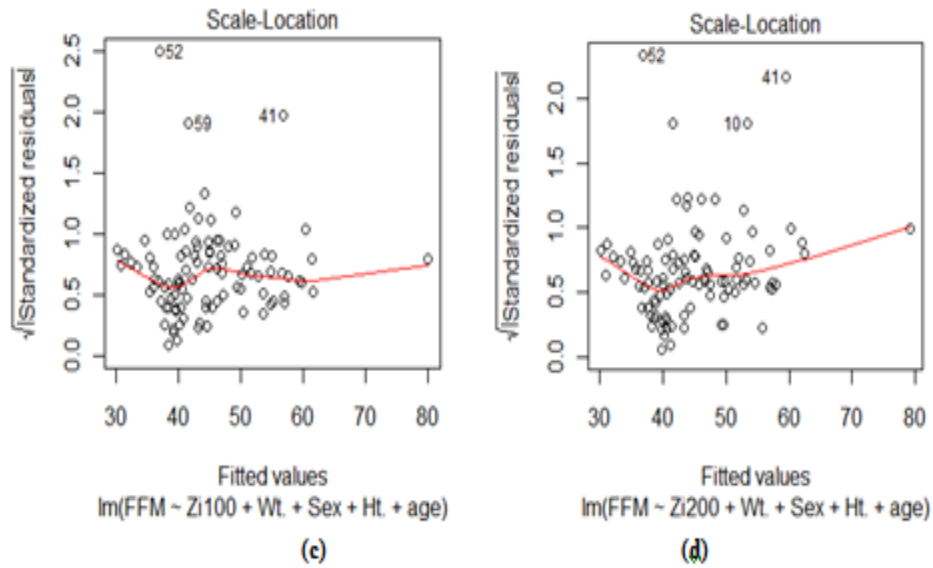 Scale-Location
√|Standardized residuals|
2.5
2.0
1.5
1.0
0.5
0.0
52
59
41
30 40 50 60 70 80
Fitted values
lm(FFM ~ Zi100 + Wt. + Sex + Ht. + age)
(c)
Scale-Location
√|Standardized residuals|
2.0
1.5
1.0
0.5
0.0
52
41
10
30 40 50 60 70 80
Fitted values
lm(FFM ~ Zi200 + Wt. + Sex + Ht. + age)
(d)